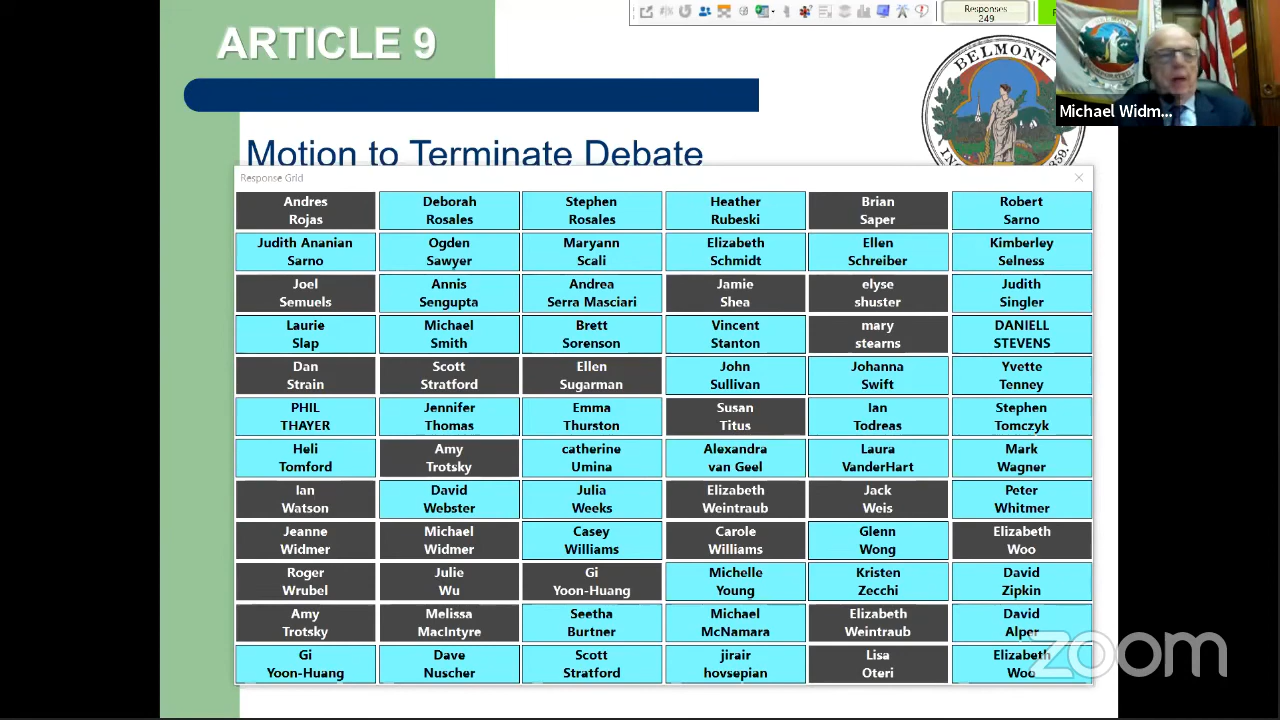 ARTICLE 9
Responses
249
BELMONT
Michael Widm...
Motion to Terminate Debate
1859.
Response Grid
Andres Rojas
Deborah Rosales
Stephen Rosales
Heather Rubeski
Brian Saper
Robert Sarno
Judith Ananian Sarno
Ogden Sawyer
Maryann Scali
Elizabeth Schmidt
Ellen Schreiber
Kimberley Selness
Joel Semuels
Annis Sengupta
Andrea Serra Masciari
Jamie Shea
elyse shuster
Judith Singler
Laurie Slap
Michael Smith
Brett Sorenson
Vincent Stanton
mary stearns
DANIELL STEVENS
Dan Strain
Scott Stratford
Ellen Sugarman
John Sullivan
Johanna Swift
Yvette Tenney
PHIL THAYER
Jennifer Thomas
Emma Thurston
Susan Titus
Ian Todreas
Stephen Tomczyk
Heli Tomford
Amy Trotsky
catherine Umina
Alexandra van Geel
Laura VanderHart
Mark Wagner
Ian Watson
David Webster
Julia Weeks
Elizabeth Weintraub
Jack Weis
Peter Whitmer
Jeanne Widmer
Michael Widmer
Casey Williams
Carole Williams
Glenn Wong
Elizabeth Woo
Roger Wrubel
Julie Wu
Gi Yoon-Huang
Michelle Young
Kristen Zecchi
David Zipkin
Amy Trotsky
Melissa MacIntyre
Seetha Burtner
Michael McNamara
Elizabeth Weintraub
David Alper
Gi Yoon-Huang
Dave Nuscher
Scott Stratford
jirair hovsepian
Lisa Oteri
Elizabeth Woo
zoom